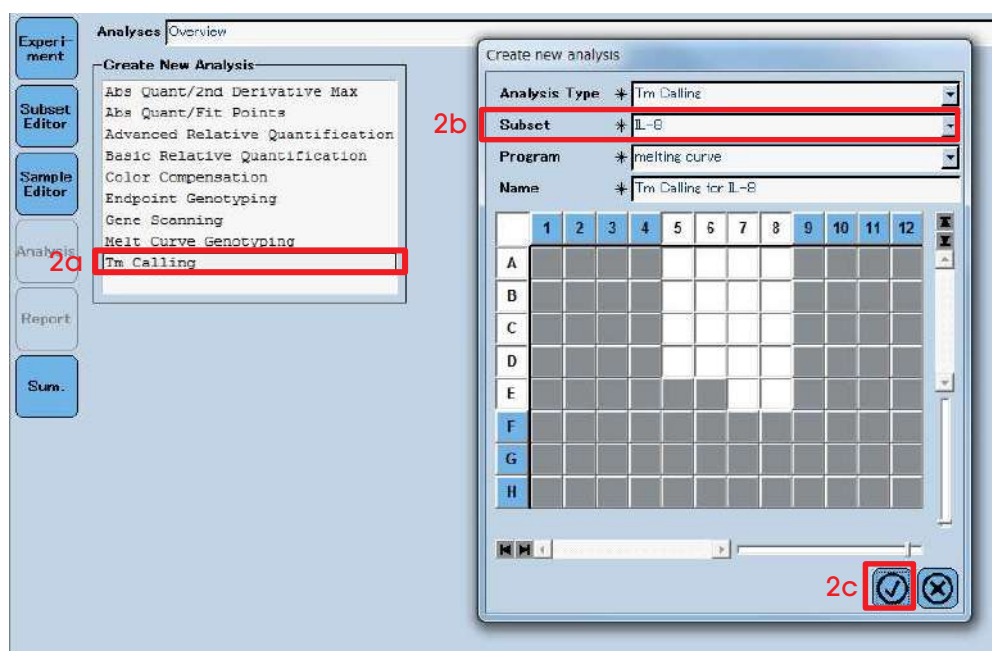 Experi-
ment
Subset
Editor
Sample
Editor
Analysis
Report
Sum.
Analyses Overview
Create New Analysis
Abs Quant/2nd Derivative Max
Abs Quant/Fit Points
Advanced Relative Quantification
Basic Relative Quantification
Color Compensation
Endpoint Genotyping
Gene Scanning
Melt Curve Genotyping
2a Tm Calling
Create new analysis
Analysis Type * Tm Calling
2b Subset * IL-8
Program * melting curve
Name * Tm Calling for IL-8
1 2 3 4 5 6 7 8 9 10 11 12
A
B
C
D
E
F
G
H
2c